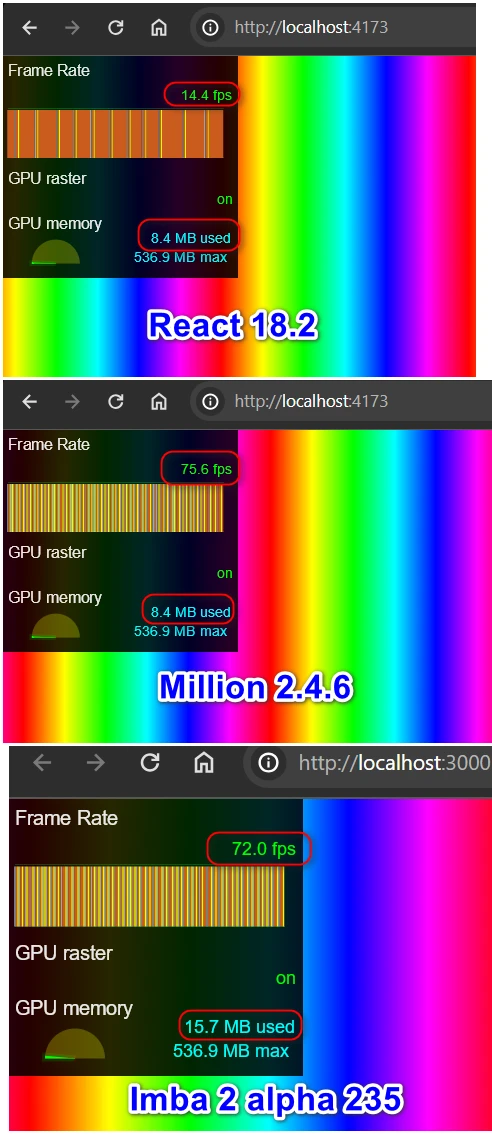 http://localhost:4173
Frame Rate
14.4 fps
GPU raster
on
GPU memory
8.4 MB used
536.9 MB max
React 18.2
http://localhost:4173
Frame Rate
75.6 fps
GPU raster
on
GPU memory
8.4 MB used
536.9 MB max
Million 2.4.6
http://localhost:3000
Frame Rate
72.0 fps
GPU raster
on
GPU memory
15.7 MB used
536.9 MB max
Imba 2 alpha 235